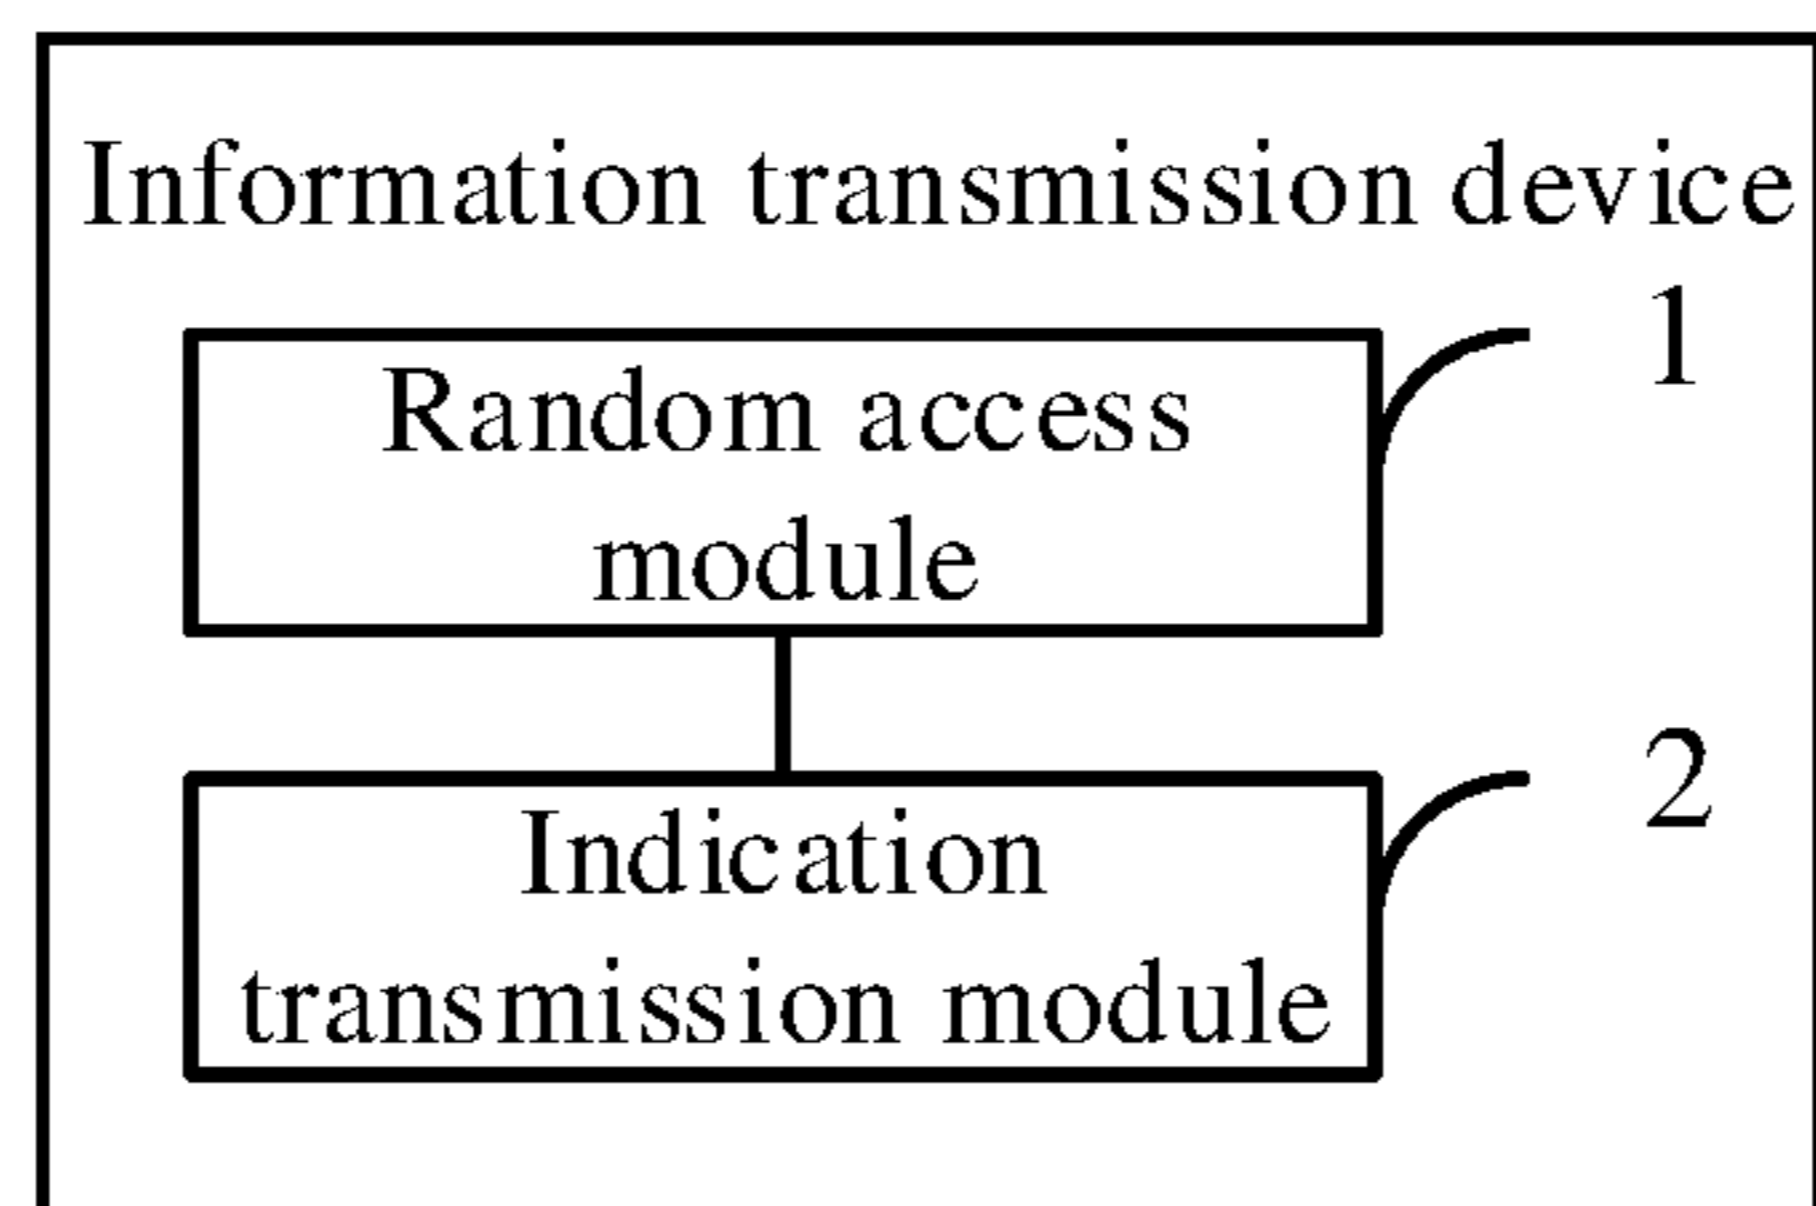 Information transmission device
1
Random access
module
2
Indication
transmission module